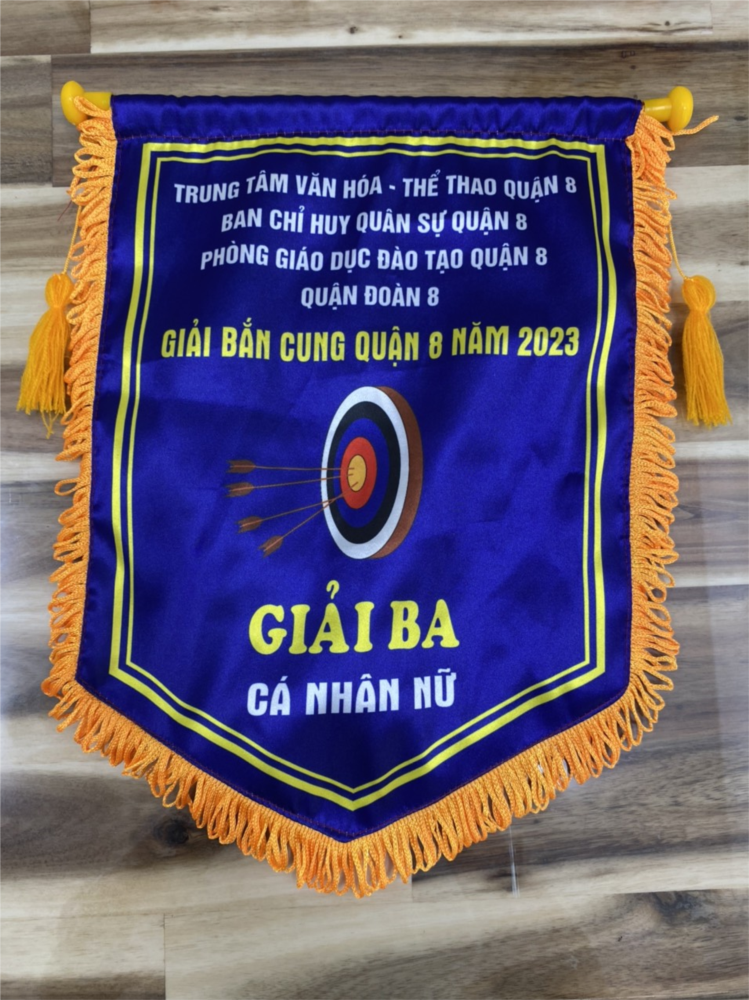 TRUNG TÂM VĂN HÓA - THỂ THAO QUẬN 8
BAN CHỈ HUY QUÂN SỰ QUẬN 8
PHÒNG GIÁO DỤC ĐÀO TẠO QUẬN 8
QUẬN ĐOÀN 8
GIẢI BẮN CUNG QUẬN 8 NĂM 2023
GIẢI BA
CÁ NHÂN NỮ